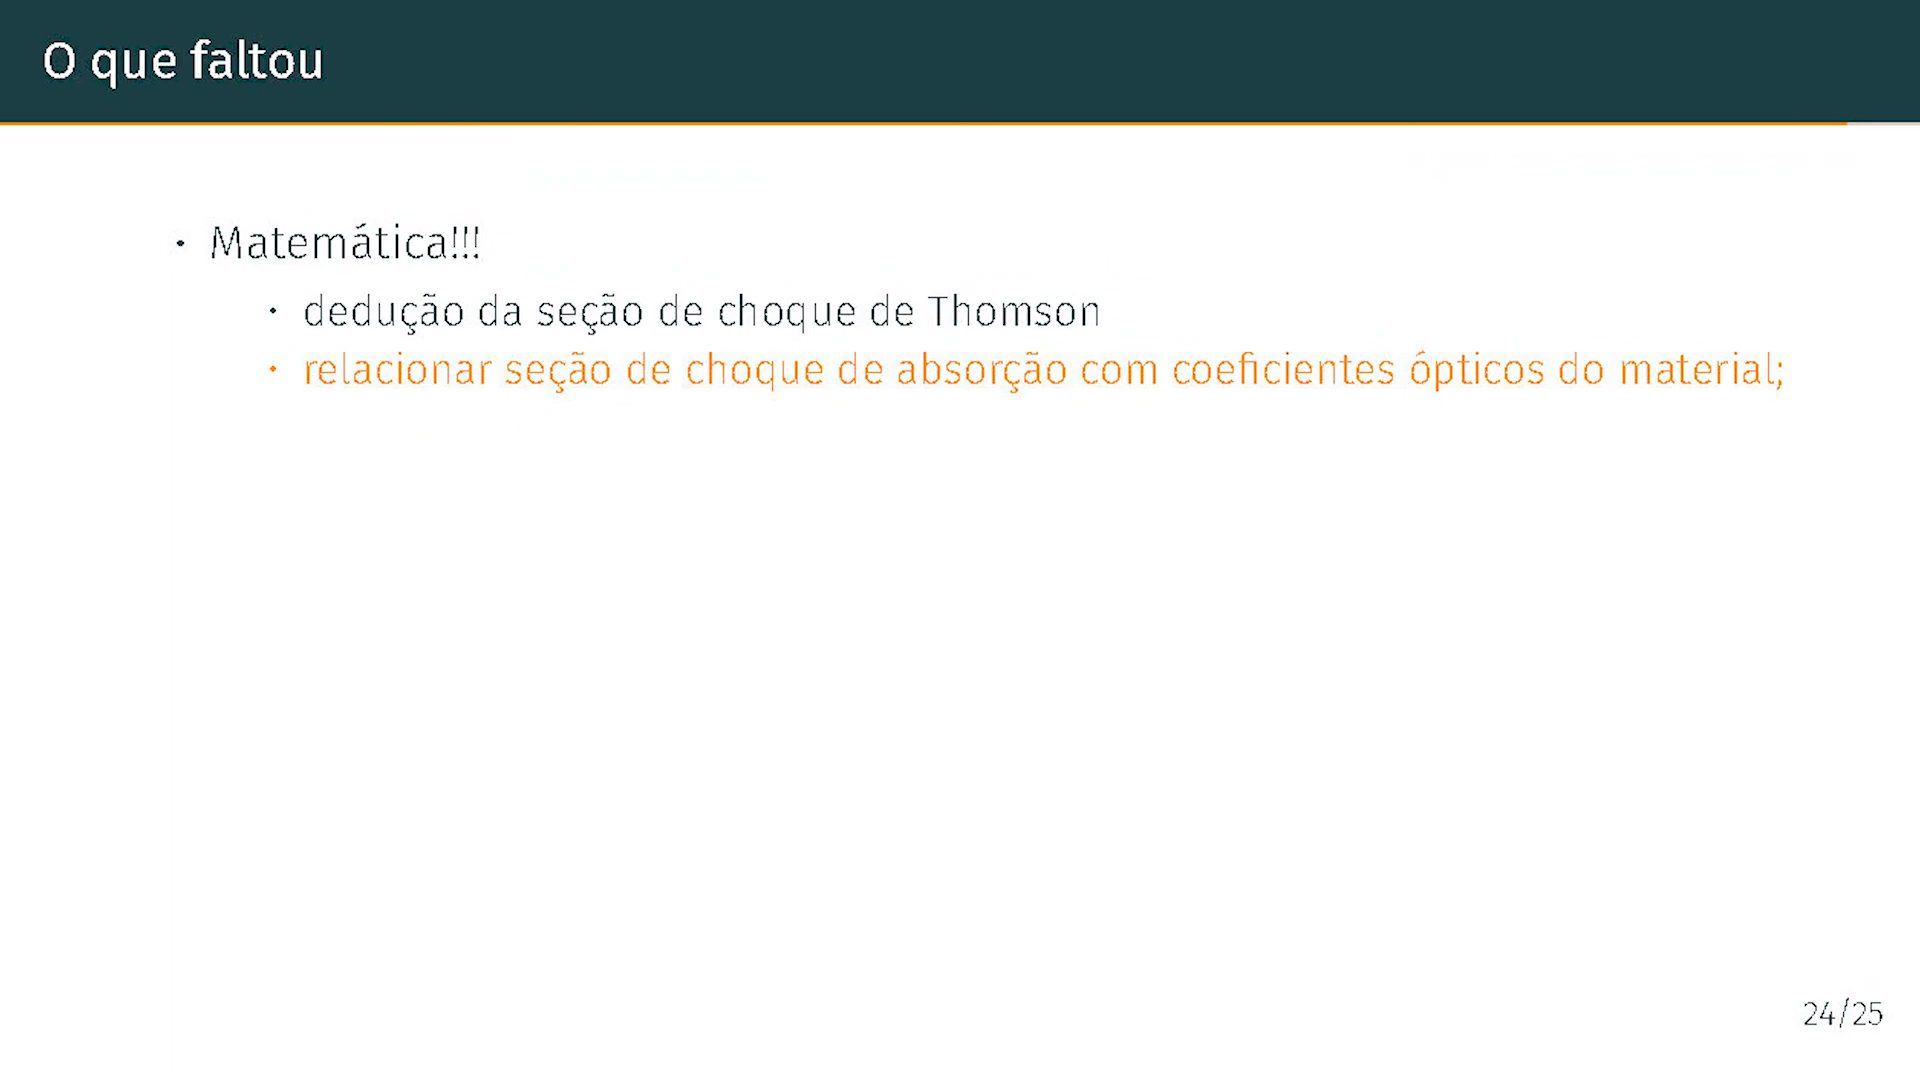 O que faltou
• Matemática!!!
• dedução da seção de choque de Thomson
• relacionar seção de choque de absorção com coeficientes ópticos do material;
24/25